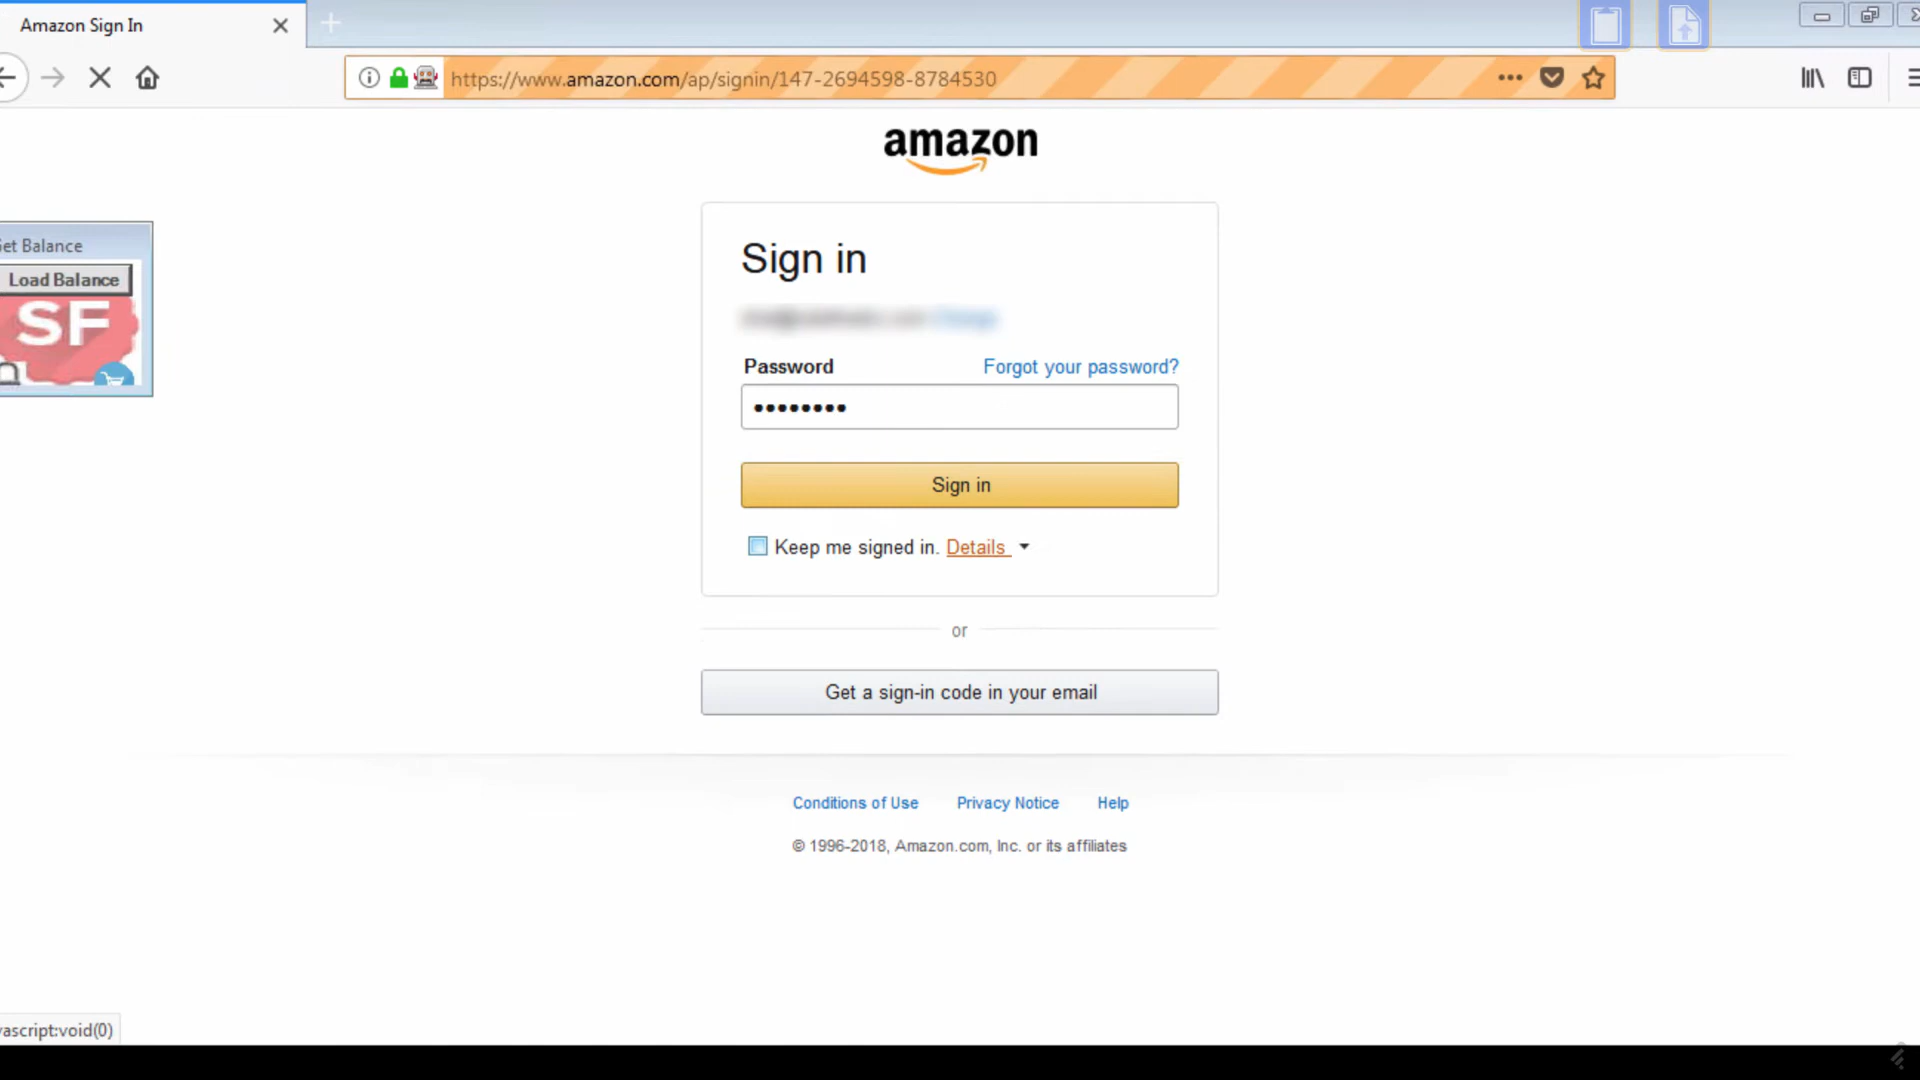 Amazon Sign In
https://www.amazon.com/ap/signin/147-2694598-8784530
amazon
et Balance
Load Balance
SF
Sign in
Password
Forgot your password?
Sign in
Keep me signed in. Details
or
Get a sign-in code in your email
Conditions of Use
Privacy Notice
Help
© 1996-2018, Amazon.com, Inc. or its affiliates
ascript:void(0)